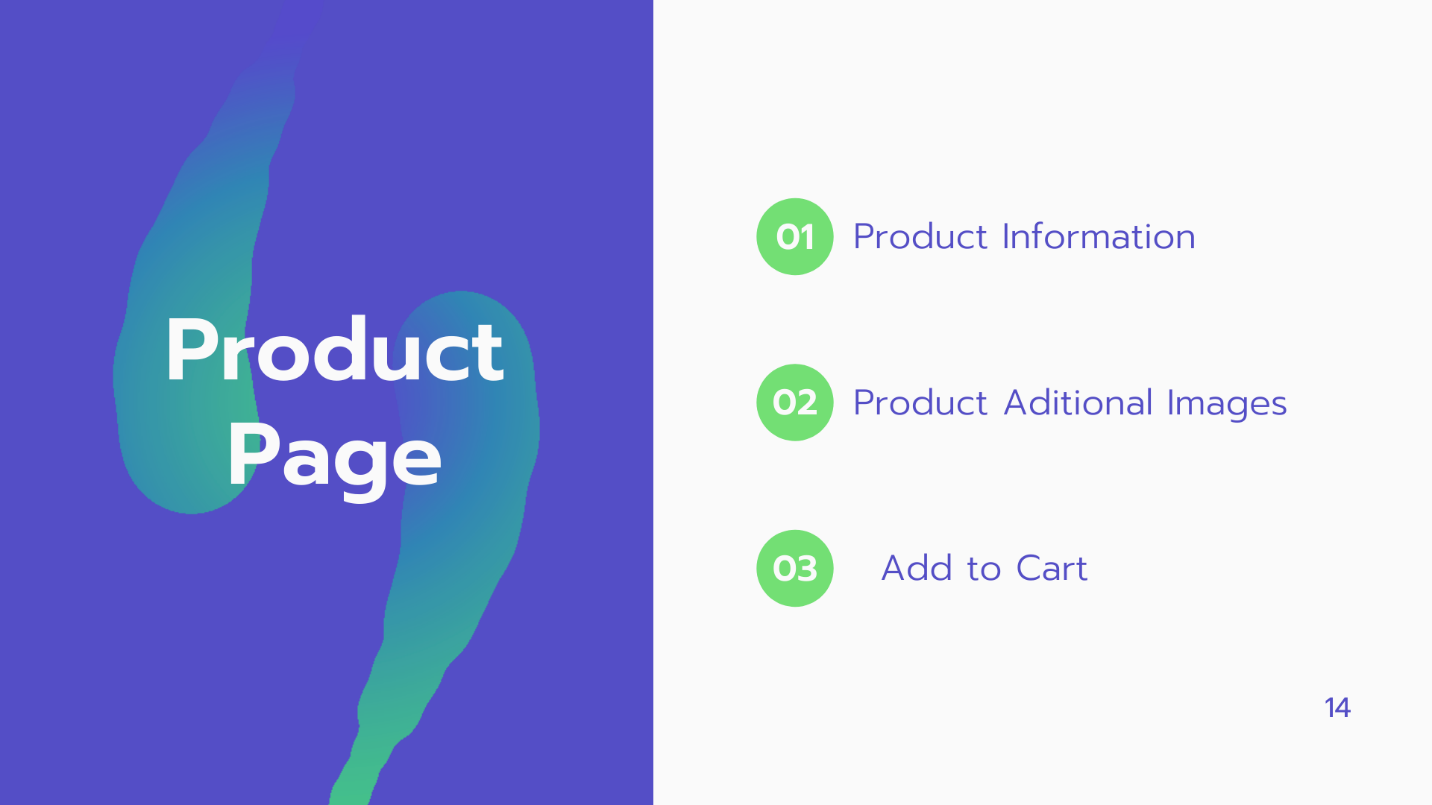 Product
Page
01 Product Information
02 Product Aditional Images
03 Add to Cart
14